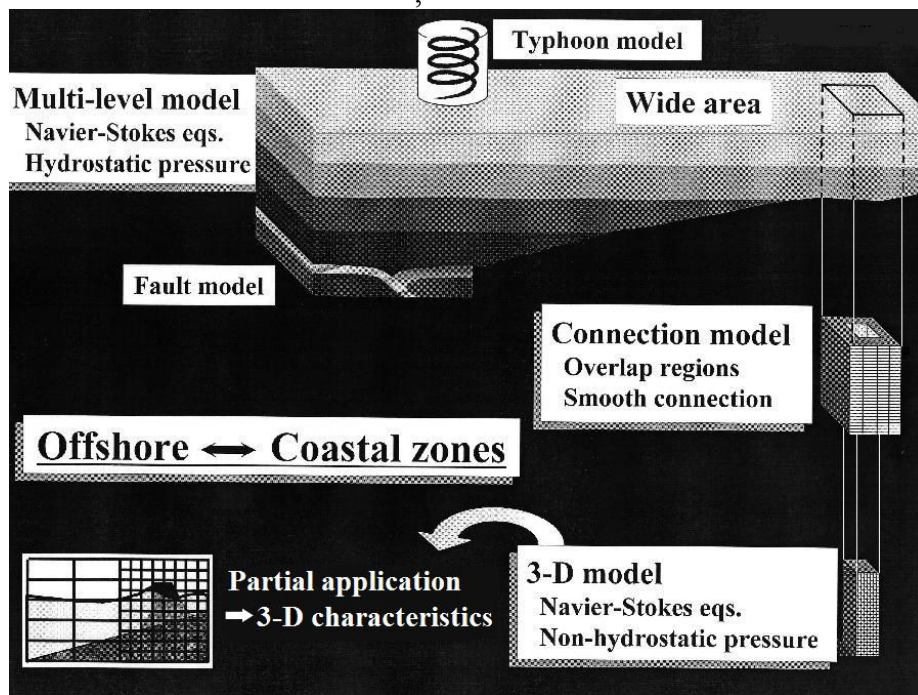 Typhoon model
Multi-level model
Navier-Stokes eqs.
Hydrostatic pressure
Wide area
Fault model
Connection model
Overlap regions
Smooth connection
Offshore ↔ Coastal zones
Partial application
➡ 3-D characteristics
3-D model
Navier-Stokes eqs.
Non-hydrostatic pressure